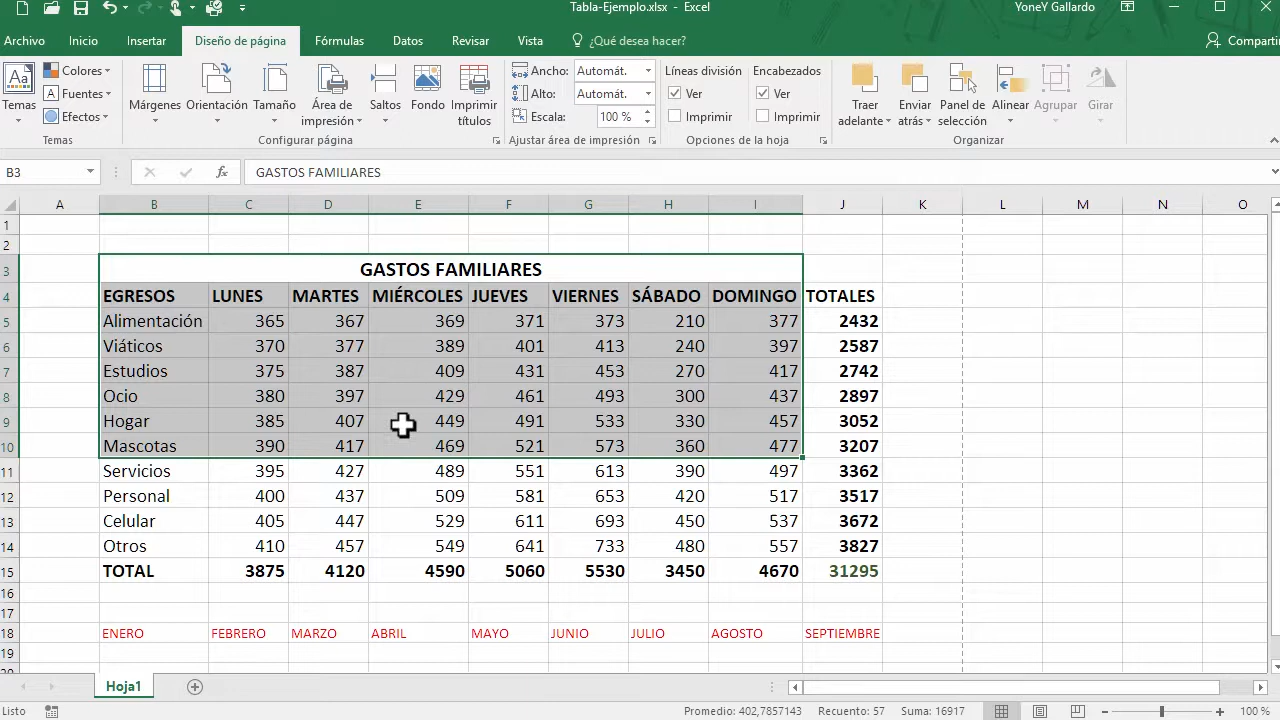 Tabla-Ejemplo.xlsx - Excel
YoneY Gallardo
Archivo Inicio Insertar Diseño de página Fórmulas Datos Revisar Vista ¿Qué desea hacer? Comparti
Aa Temas
Colores
A Fuentes
Efectos
Temas
Márgenes Orientación Tamaño Área de impresión Saltos Fondo Imprimir títulos
Configurar página
Ancho: Automát.
Alto: Automát.
Escala: 100 %
Ajustar área de impresión
Líneas división Encabezados
Ver Ver
Imprimir Imprimir
Opciones de la hoja
Traer adelante Enviar atrás Panel de selección Alinear Agrupar Girar
Organizar
B3 fx GASTOS FAMILIARES
A B C D E F G H I J K L M N O
1
2
3 GASTOS FAMILIARES
4 EGRESOS LUNES MARTES MIÉRCOLES JUEVES VIERNES SÁBADO DOMINGO TOTALES
5 Alimentación 365 367 369 371 373 210 377 2432
6 Viáticos 370 377 389 401 413 240 397 2587
7 Estudios 375 387 409 431 453 270 417 2742
8 Ocio 380 397 429 461 493 300 437 2897
9 Hogar 385 407 449 491 533 330 457 3052
10 Mascotas 390 417 469 521 573 360 477 3207
11 Servicios 395 427 489 551 613 390 497 3362
12 Personal 400 437 509 581 653 420 517 3517
13 Celular 405 447 529 611 693 450 537 3672
14 Otros 410 457 549 641 733 480 557 3827
15 TOTAL 3875 4120 4590 5060 5530 3450 4670 31295
16
17
18 ENERO FEBRERO MARZO ABRIL MAYO JUNIO JULIO AGOSTO SEPTIEMBRE
19
Hoja1
Listo Promedio: 402,7857143 Recuento: 57 Suma: 16917 100 %